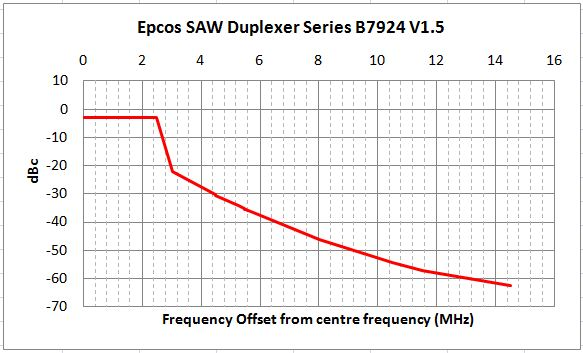 Epcos SAW Duplexer Series B7924 V1.5
0 2 4 6 8 10 12 14 16
10
0
-10
-20
-30
-40
-50
-60
-70
dBc
Frequency Offset from centre frequency (MHz)